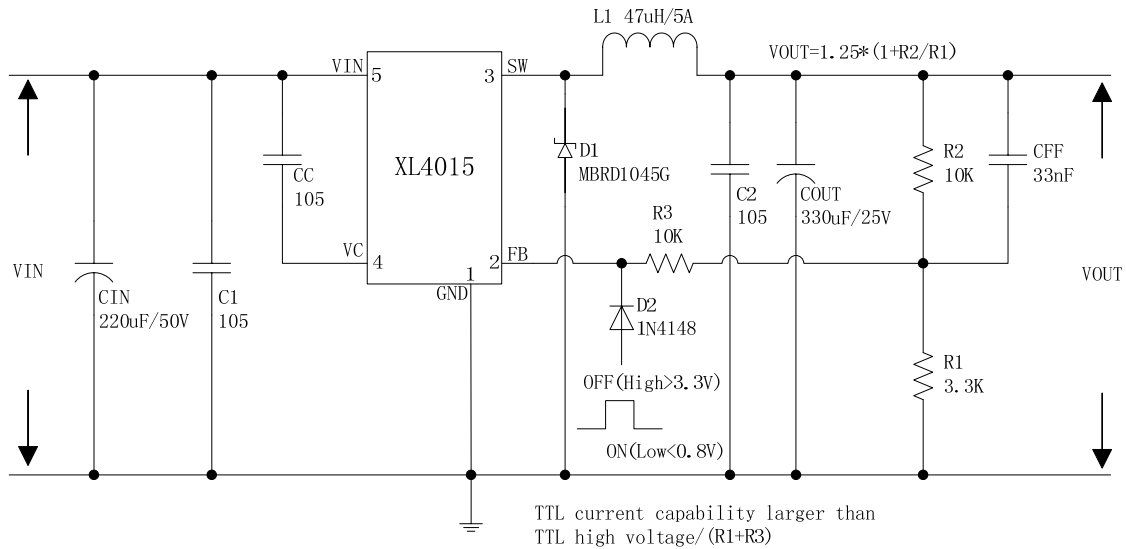 L1 47uH/5A
VOUT=1.25*(1+R2/R1)
VIN
5
3
SW
XL4015
D1
MBRD1045G
CC
105
R2
10K
CFF
33nF
C2
105
COUT
330uF/25V
R3
10K
VC
4
2
FB
1
GND
VIN
VOUT
CIN
220uF/50V
C1
105
D2
1N4148
R1
3.3K
OFF(High>3.3V)
ON(Low<0.8V)
TTL current capability larger than
TTL high voltage/(R1+R3)